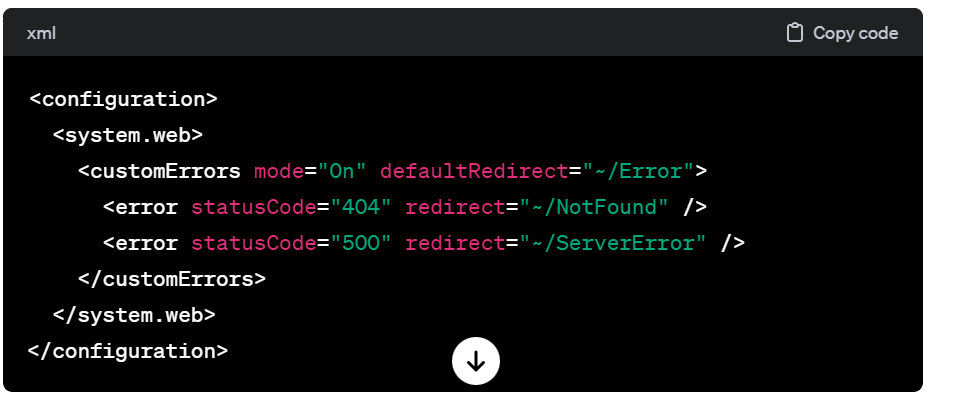 xml
Copy code
<configuration>
  <system.web>
    <customErrors mode="On" defaultRedirect="~/Error">
      <error statusCode="404" redirect="~/NotFound" />
      <error statusCode="500" redirect="~/ServerError" />
    </customErrors>
  </system.web>
</configuration>